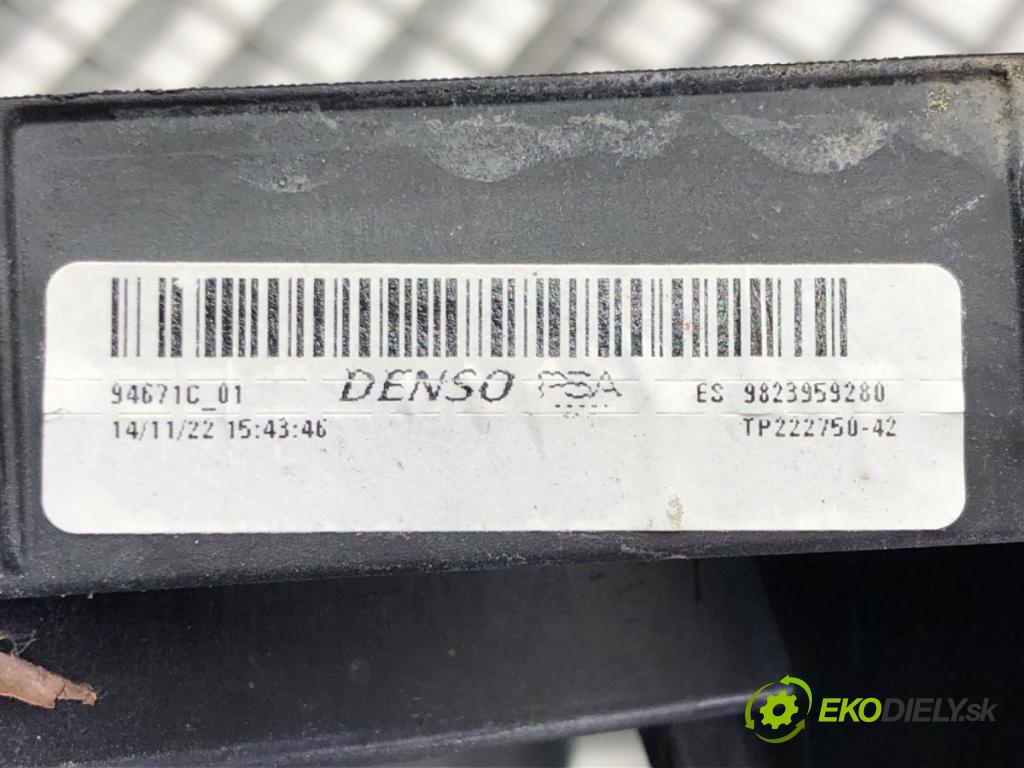 94671C_01 DENSO PSA ES 9823959280
14/11/22 15:43:46 TP222750-42
EKODIELY.sk